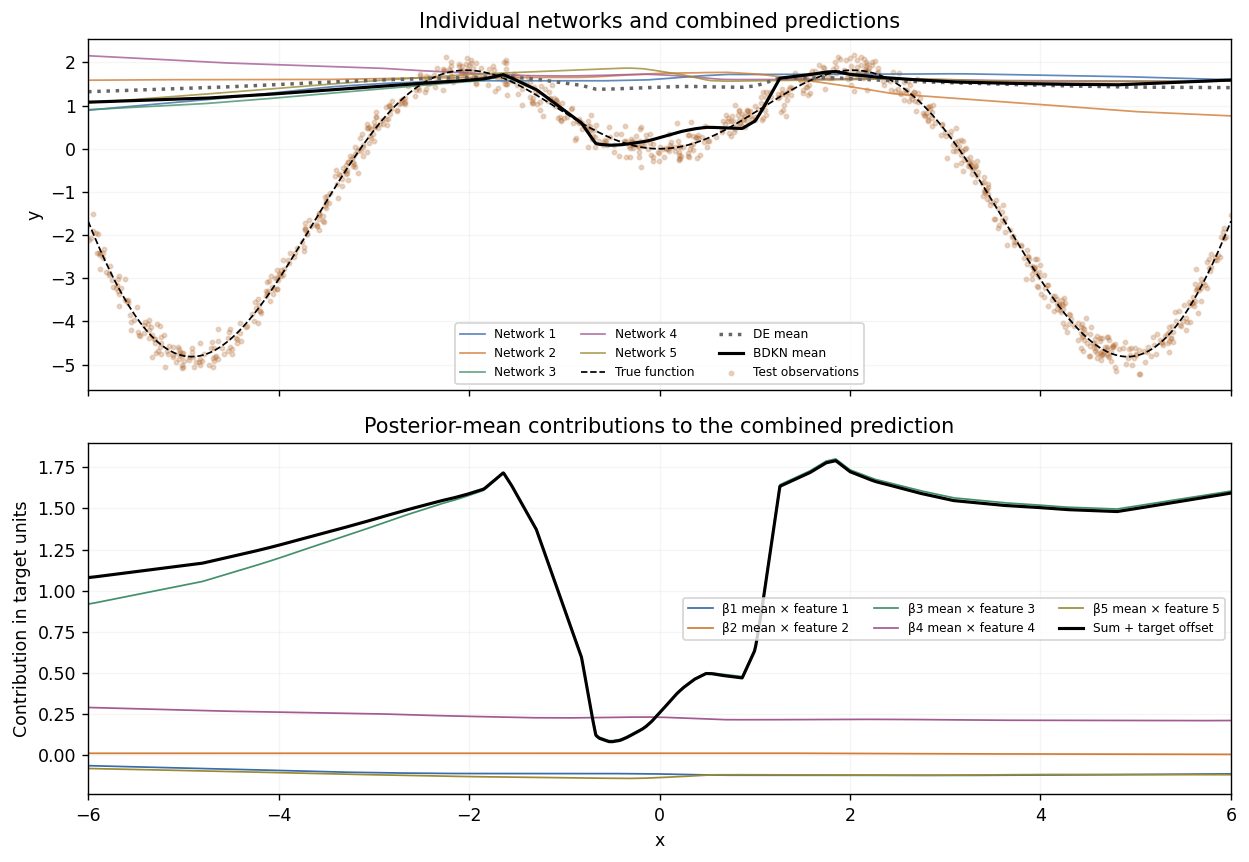 Individual networks and combined predictions
2
1
0
−1
−2
−3
−4
−5
y
Network 1
Network 2
Network 3
Network 4
Network 5
True function
DE mean
BDKN mean
Test observations
Posterior-mean contributions to the combined prediction
1.75
1.50
1.25
1.00
0.75
0.50
0.25
0.00
Contribution in target units
β1 mean × feature 1
β2 mean × feature 2
β3 mean × feature 3
β4 mean × feature 4
β5 mean × feature 5
Sum + target offset
−6
−4
−2
0
2
4
6
x